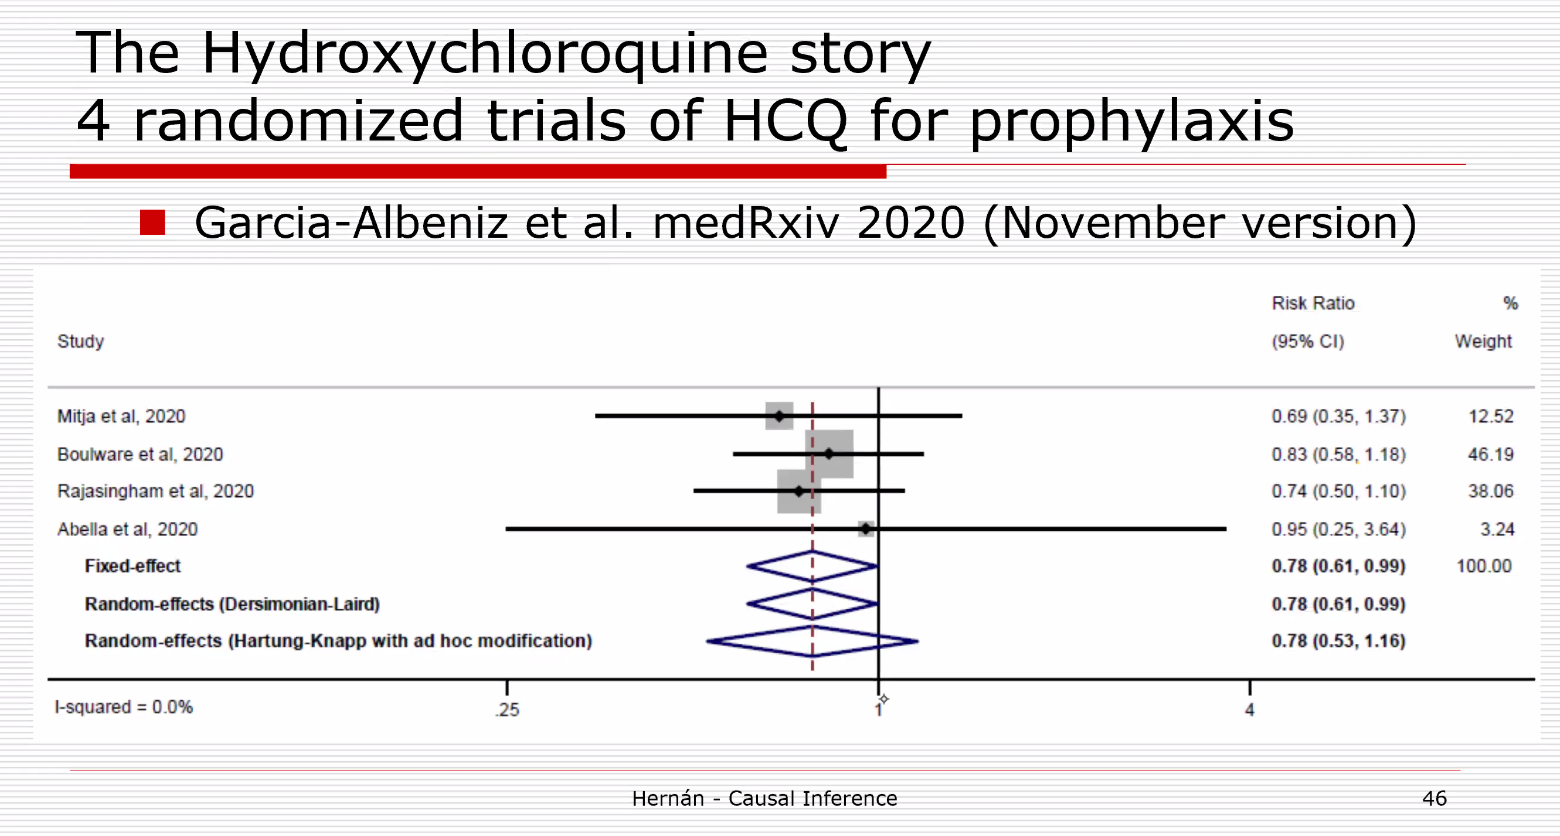 The Hydroxychloroquine story
4 randomized trials of HCQ for prophylaxis
Garcia-Albeniz et al. medRxiv 2020 (November version)
Risk Ratio %
Study (95% CI) Weight
Mitja et al, 2020 0.69 (0.35, 1.37) 12.52
Boulware et al, 2020 0.83 (0.58, 1.18) 46.19
Rajasingham et al, 2020 0.74 (0.50, 1.10) 38.06
Abella et al, 2020 0.95 (0.25, 3.64) 3.24
Fixed-effect 0.78 (0.61, 0.99) 100.00
Random-effects (Dersimonian-Laird) 0.78 (0.61, 0.99)
Random-effects (Hartung-Knapp with ad hoc modification) 0.78 (0.53, 1.16)
I-squared = 0.0% .25 1 4
Hernán - Causal Inference 46